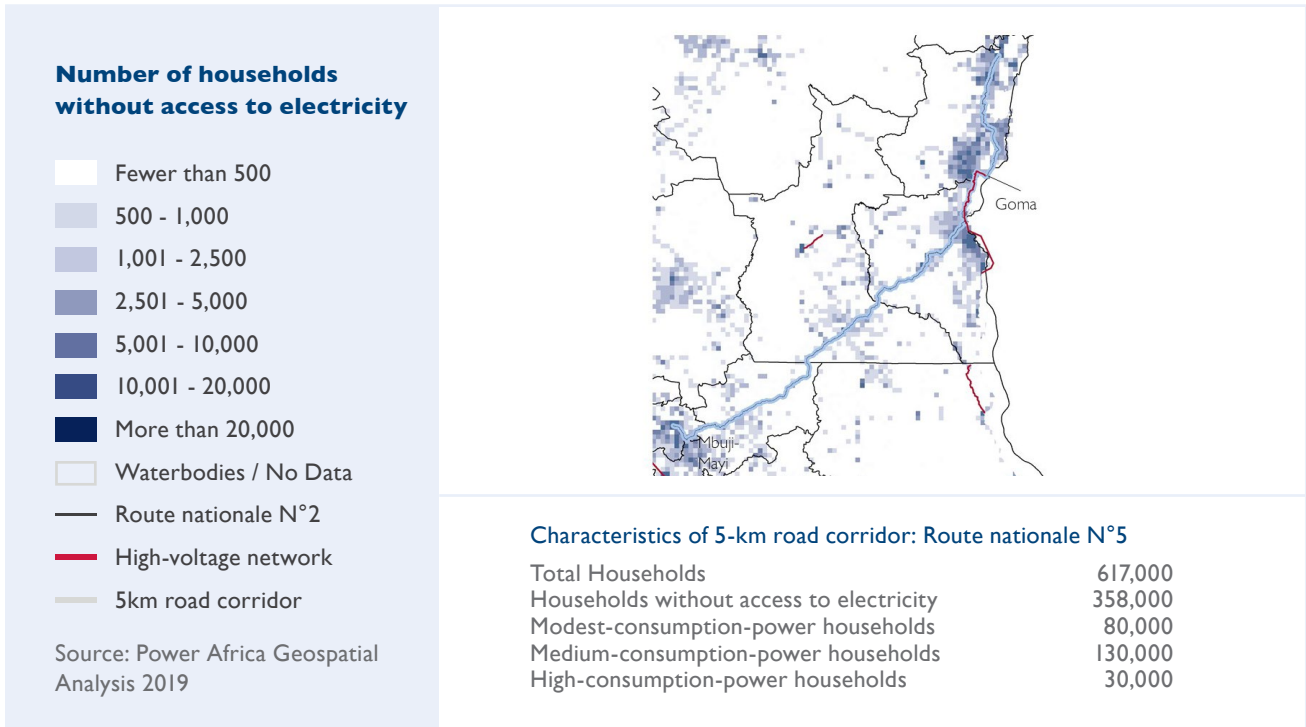 Number of households
without access to electricity
Fewer than 500
500 - 1,000
1,001 - 2,500
2,501 - 5,000
5,001 - 10,000
10,001 - 20,000
More than 20,000
Waterbodies / No Data
Route nationale N°2
High-voltage network
5km road corridor
Source: Power Africa Geospatial
Analysis 2019
Goma
Mbuji-
Mayi
Characteristics of 5-km road corridor: Route nationale N°5
Total Households 617,000
Households without access to electricity 358,000
Modest-consumption-power households 80,000
Medium-consumption-power households 130,000
High-consumption-power households 30,000